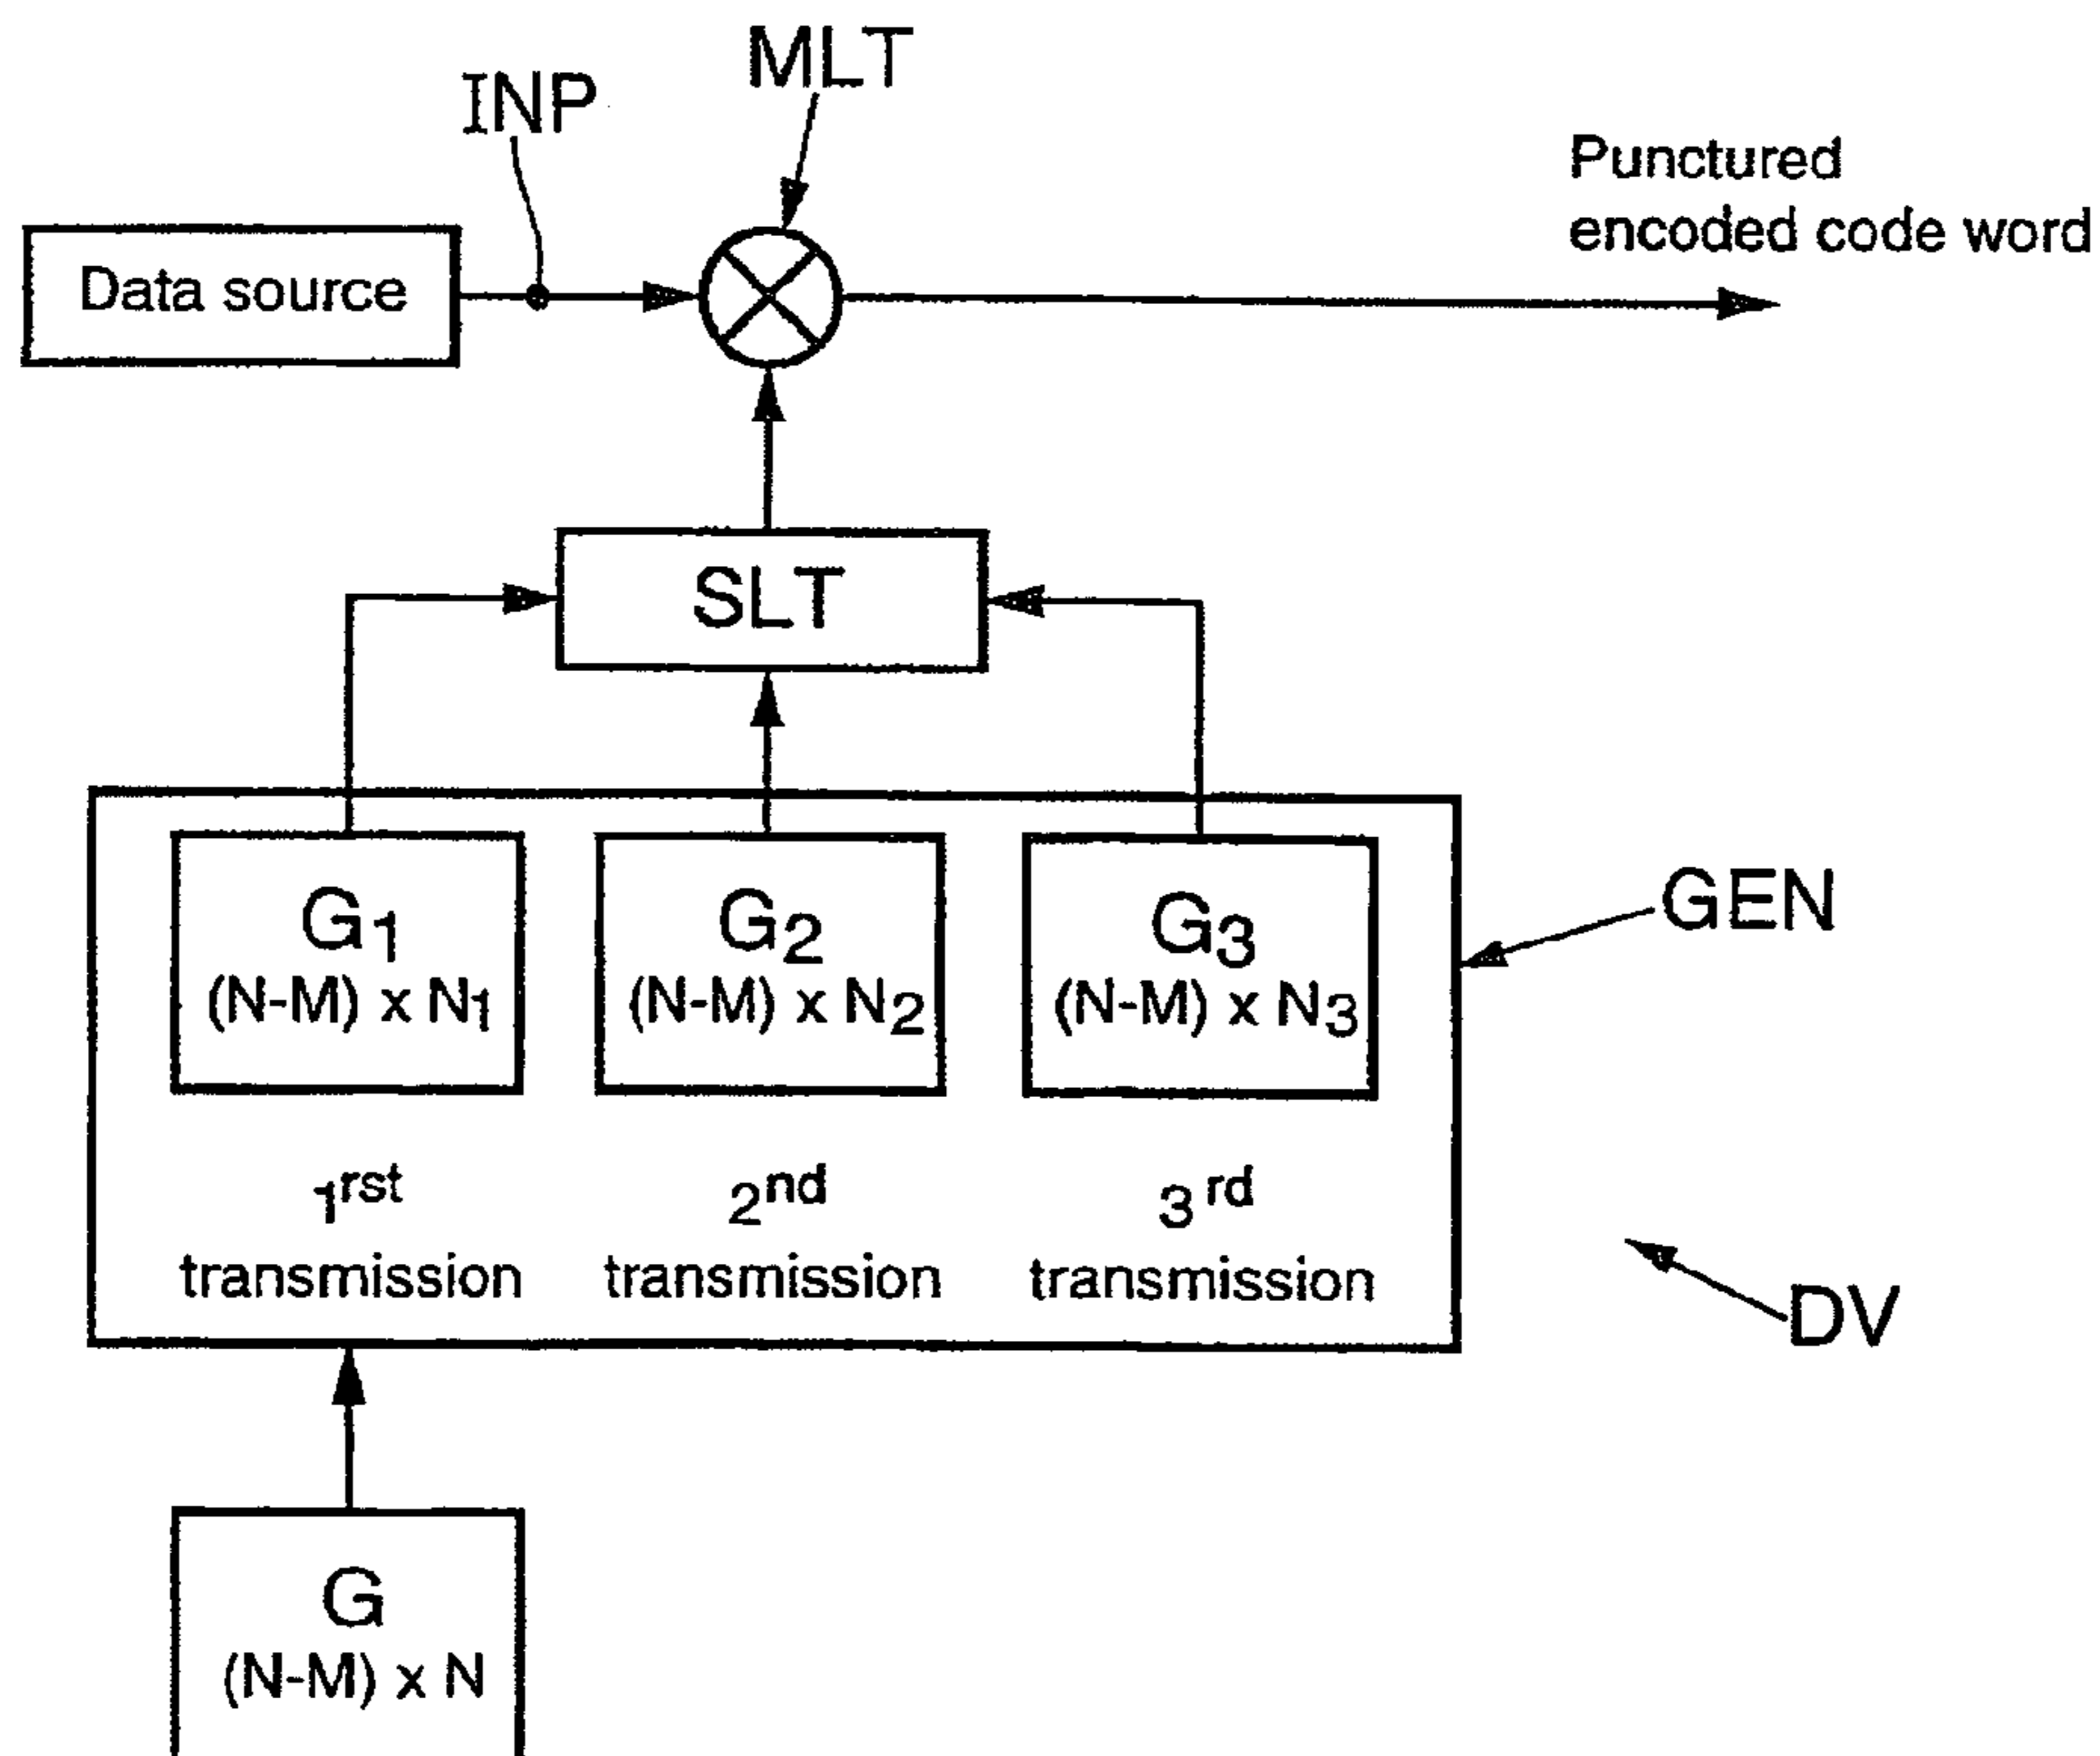 MLT
INP
Punctured
encoded code word
Data source
SLT
G1
(N-M) x N1
G2
(N-M) x N2
G3
(N-M) x N3
GEN
1rst
transmission
2nd
transmission
3rd
transmission
DV
G
(N-M) x N